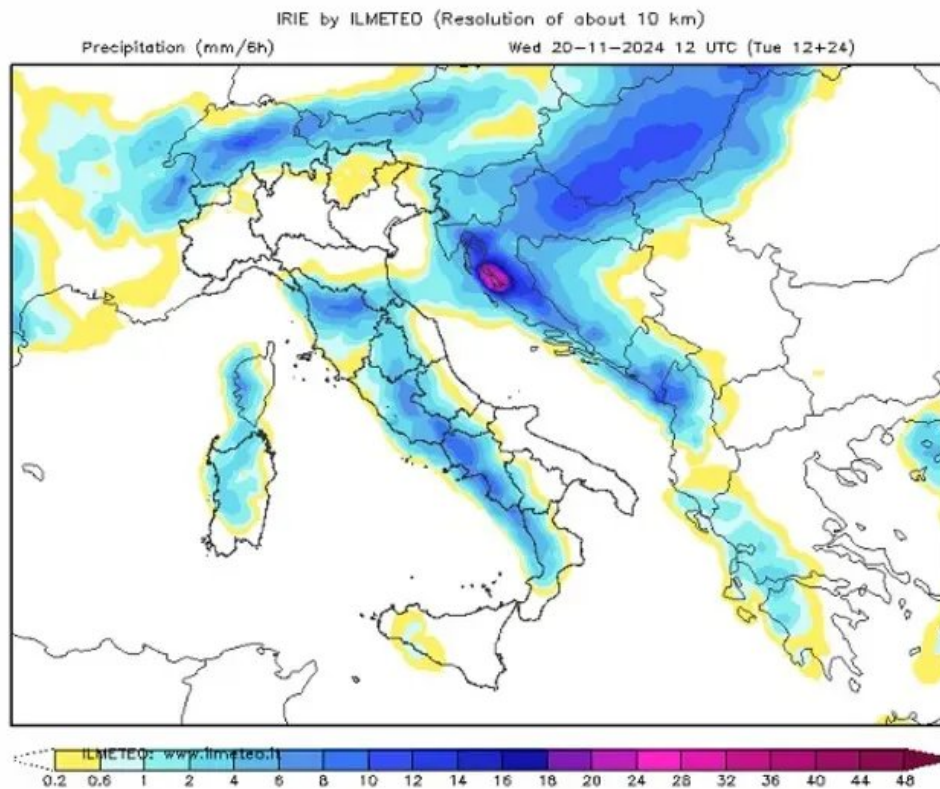 IRIE by ILMETEO (Resolution of about 10 km)
Precipitation (mm/6h) Wed 20-11-2024 12 UTC (Tue 12+24)
ILMETEO: www.ilmeteo.it
0.2 0.6 1 2 4 6 8 10 12 14 16 18 20 24 28 32 36 40 44 48